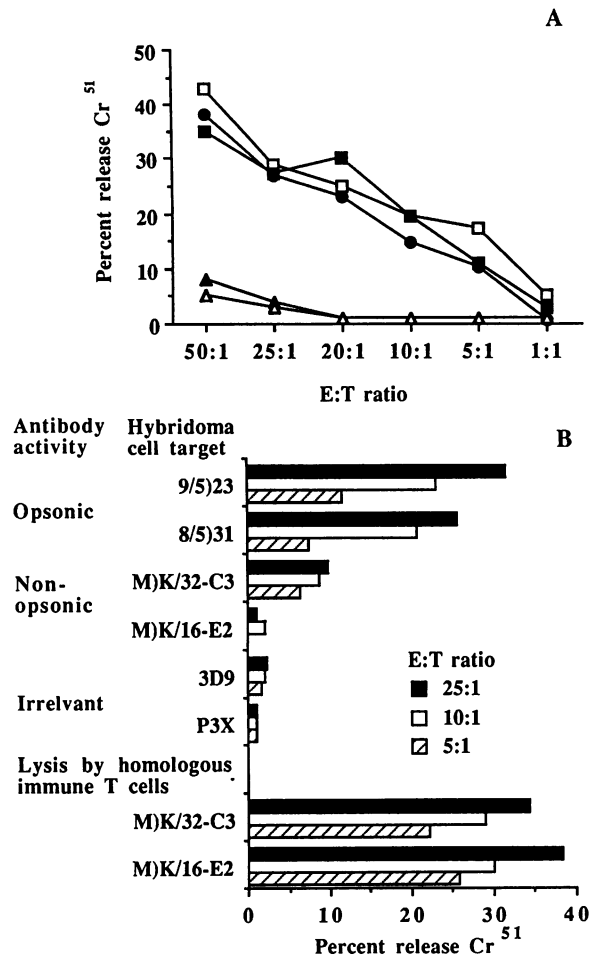 A
50
40
30
20
10
0
Percent release Cr 51
50:1 25:1 20:1 10:1 5:1 1:1
E:T ratio
B
Antibody activity
Hybridoma cell target
Opsonic
9/5)23
8/5)31
Non-opsonic
M)K/32-C3
M)K/16-E2
Irrelvant
3D9
P3X
E:T ratio
25:1
10:1
5:1
Lysis by homologous
immune T cells
M)K/32-C3
M)K/16-E2
0 10 20 30 40
Percent release Cr 51